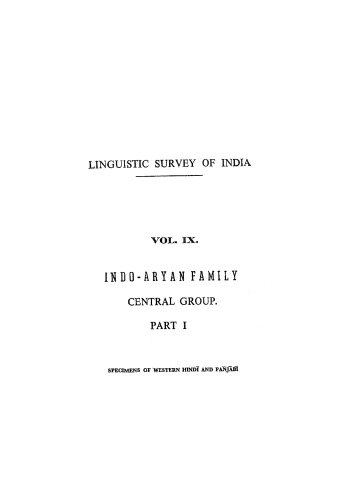 LINGUISTIC SURVEY OF INDIA
VOL. IX.
INDO-ARYAN FAMILY
CENTRAL GROUP.
PART I
SPECIMENS OF WESTERN HINDĪ AND PAÑJĀBĪ